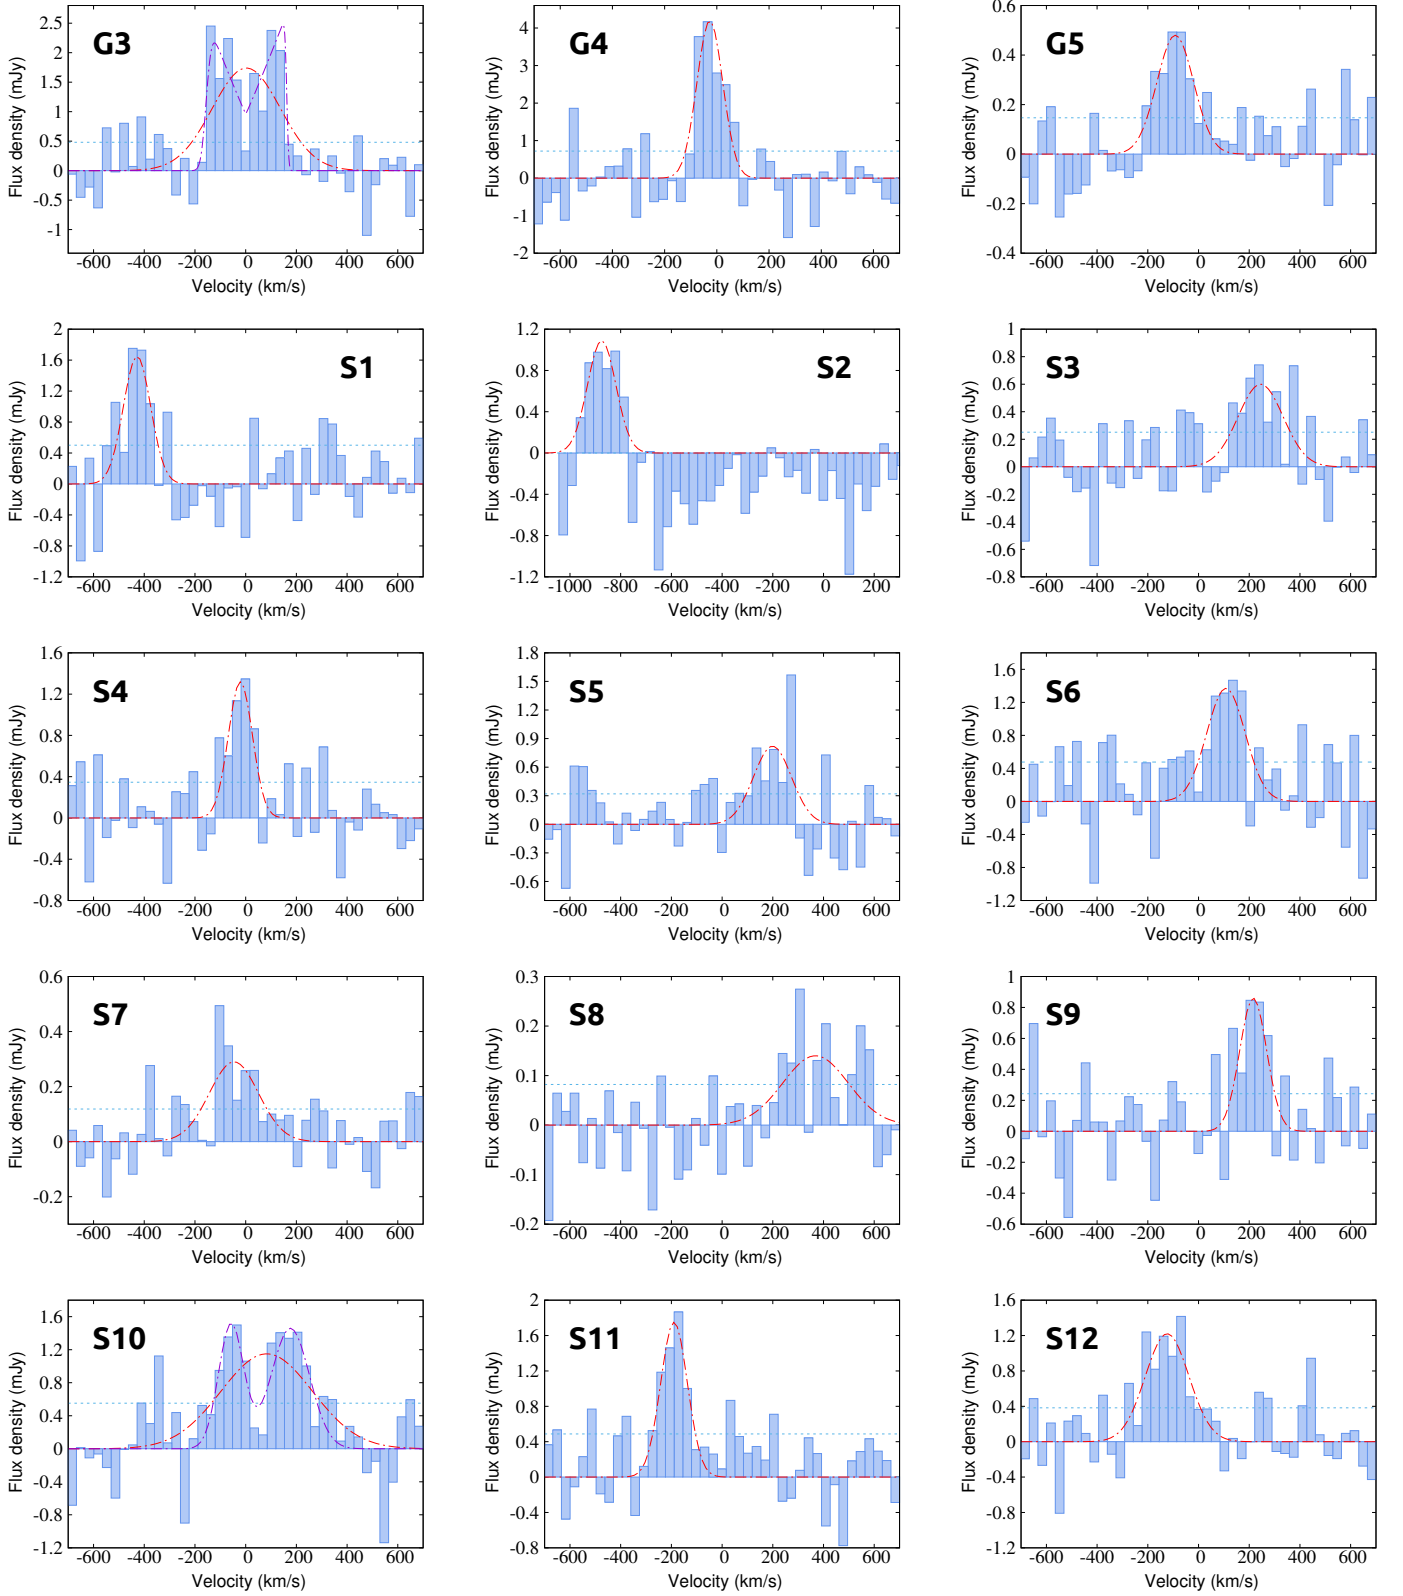 G3
Flux density (mJy)
2.5
2
1.5
1
0.5
0
-0.5
-1
-600 -400 -200 0 200 400 600
Velocity (km/s)
G4
Flux density (mJy)
4
3
2
1
0
-1
-2
-600 -400 -200 0 200 400 600
Velocity (km/s)
G5
Flux density (mJy)
0.6
0.4
0.2
0
-0.2
0.4
-600 -400 -200 0 200 400 600
Velocity (km/s)
S1
Flux density (mJy)
2
1.6
1.2
0.8
0.4
0
-0.4
-0.8
-1.2
-600 -400 -200 0 200 400 600
Velocity (km/s)
S2
Flux density (mJy)
1.2
0.8
0.4
0
-0.4
-0.8
-1.2
-1000 -800 -600 -400 -200 0 200
Velocity (km/s)
S3
Flux density (mJy)
1
0.8
0.6
0.4
0.2
0
-0.2
-0.4
-0.6
-0.8
-600 -400 -200 0 200 400 600
Velocity (km/s)
S4
Flux density (mJy)
1.6
1.2
0.8
0.4
0
-0.4
-0.8
-600 -400 -200 0 200 400 600
Velocity (km/s)
S5
Flux density (mJy)
1.8
1.5
1.2
0.9
0.6
0.3
0
-0.3
-0.6
-600 -400 -200 0 200 400 600
Velocity (km/s)
S6
Flux density (mJy)
1.6
1.2
0.8
0.4
0
-0.4
-0.8
-1.2
-600 -400 -200 0 200 400 600
Velocity (km/s)
S7
Flux density (mJy)
0.6
0.4
0.2
0
-0.2
-600 -400 -200 0 200 400 600
Velocity (km/s)
S8
Flux density (mJy)
0.3
0.2
0.1
0
-0.1
-0.2
-600 -400 -200 0 200 400 600
Velocity (km/s)
S9
Flux density (mJy)
1
0.8
0.6
0.4
0.2
0
-0.2
-0.4
-0.6
-600 -400 -200 0 200 400 600
Velocity (km/s)
S10
Flux density (mJy)
1.6
1.2
0.8
0.4
0
-0.4
-0.8
-1.2
-600 -400 -200 0 200 400 600
Velocity (km/s)
S11
Flux density (mJy)
2
1.6
1.2
0.8
0.4
0
-0.4
-0.8
-600 -400 -200 0 200 400 600
Velocity (km/s)
S12
Flux density (mJy)
1.6
1.2
0.8
0.4
0
-0.4
-0.8
-1.2
-600 -400 -200 0 200 400 600
Velocity (km/s)